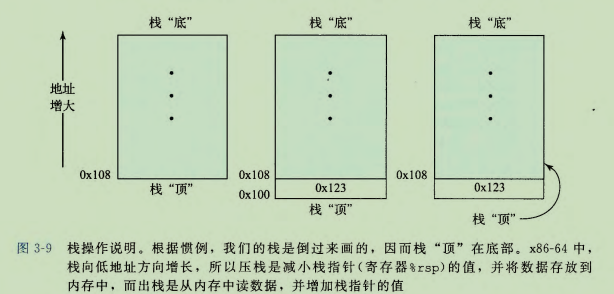 栈“底”
栈“底”
栈“底”
地址
增大
0x108
栈“顶”
0x108
0x123
0x100
栈“顶”
0x108
0x123
栈“顶”
图 3-9 栈操作说明。根据惯例，我们的栈是倒过来画的，因而栈“顶”在底部。x86-64 中，
栈向低地址方向增长，所以压栈是减小栈指针(寄存器%rsp)的值，并将数据存放到
内存中，而出栈是从内存中读数据，并增加栈指针的值